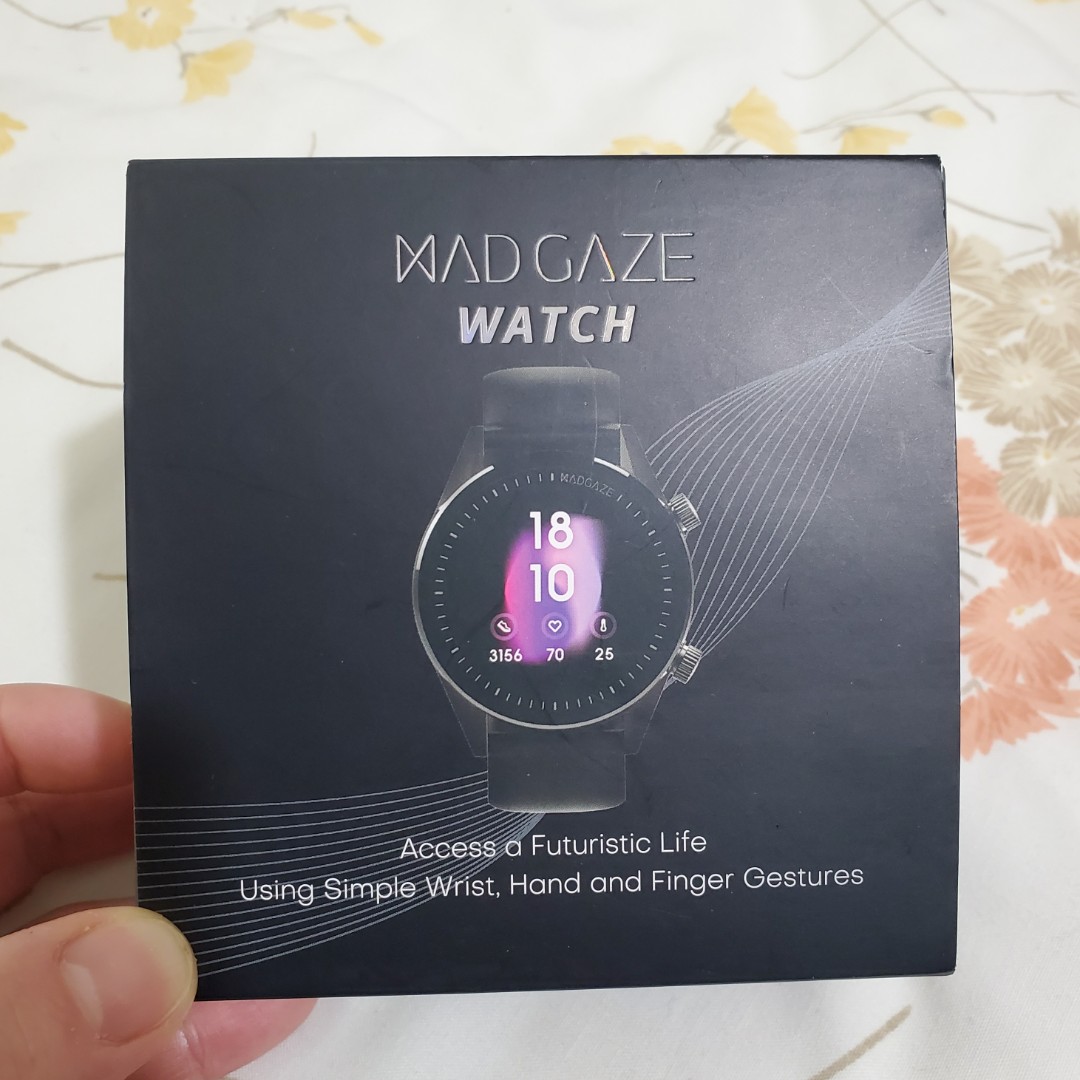 MAD GAZE
WATCH
MADGAZE
18
10
3156 70 25
Access a Futuristic Life
Using Simple Wrist, Hand and Finger Gestures